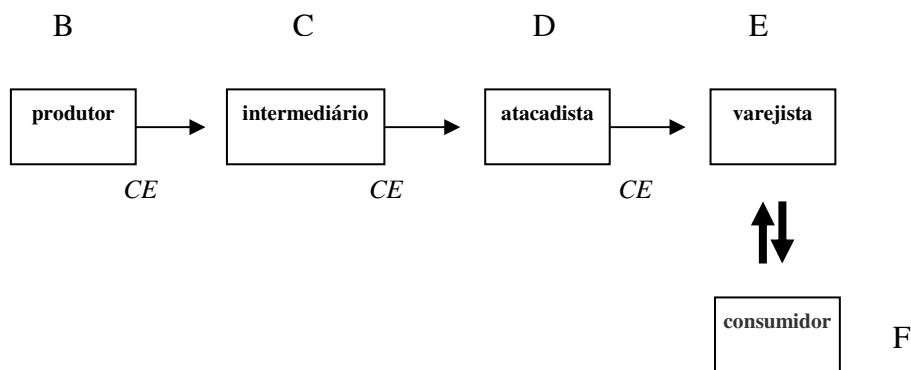 B C D E
produtor intermediário atacadista varejista
CE CE CE
consumidor
F